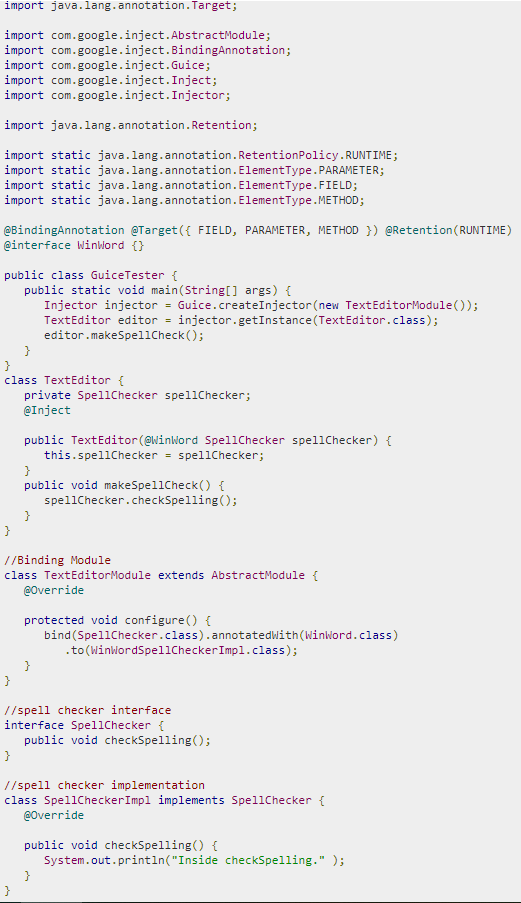 import java.lang.annotation.Target;
import com.google.inject.AbstractModule;
import com.google.inject.BindingAnnotation;
import com.google.inject.Guice;
import com.google.inject.Inject;
import com.google.inject.Injector;
import java.lang.annotation.Retention;
import static java.lang.annotation.RetentionPolicy.RUNTIME;
import static java.lang.annotation.ElementType.PARAMETER;
import static java.lang.annotation.ElementType.FIELD;
import static java.lang.annotation.ElementType.METHOD;
@BindingAnnotation @Target({ FIELD, PARAMETER, METHOD }) @Retention(RUNTIME)
@interface WinWord {}
public class GuiceTester {
   public static void main(String[] args) {
      Injector injector = Guice.createInjector(new TextEditorModule());
      TextEditor editor = injector.getInstance(TextEditor.class);
      editor.makeSpellCheck();
   }
}
class TextEditor {
   private SpellChecker spellChecker;
   @Inject
   public TextEditor(@WinWord SpellChecker spellChecker) {
      this.spellChecker = spellChecker;
   }
   public void makeSpellCheck() {
      spellChecker.checkSpelling();
   }
}
//Binding Module
class TextEditorModule extends AbstractModule {
   @Override
   protected void configure() {
      bind(SpellChecker.class).annotatedWith(WinWord.class)
         .to(WinWordSpellCheckerImpl.class);
   }
}
//spell checker interface
interface SpellChecker {
   public void checkSpelling();
}
//spell checker implementation
class SpellCheckerImpl implements SpellChecker {
   @Override
   public void checkSpelling() {
      System.out.println("Inside checkSpelling." );
   }
}